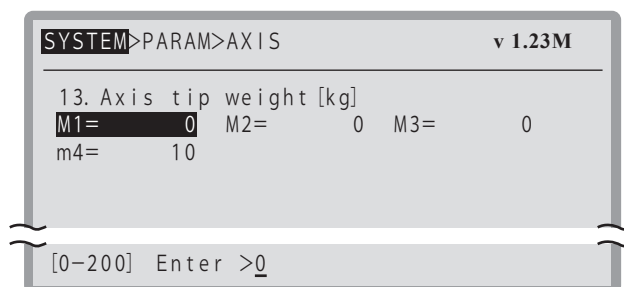 SYSTEM>PARAM>AXIS v 1.23M
13. Axis tip weight[kg]
M1= 0 M2= 0 M3= 0
m4= 10
[0-200] Enter >0